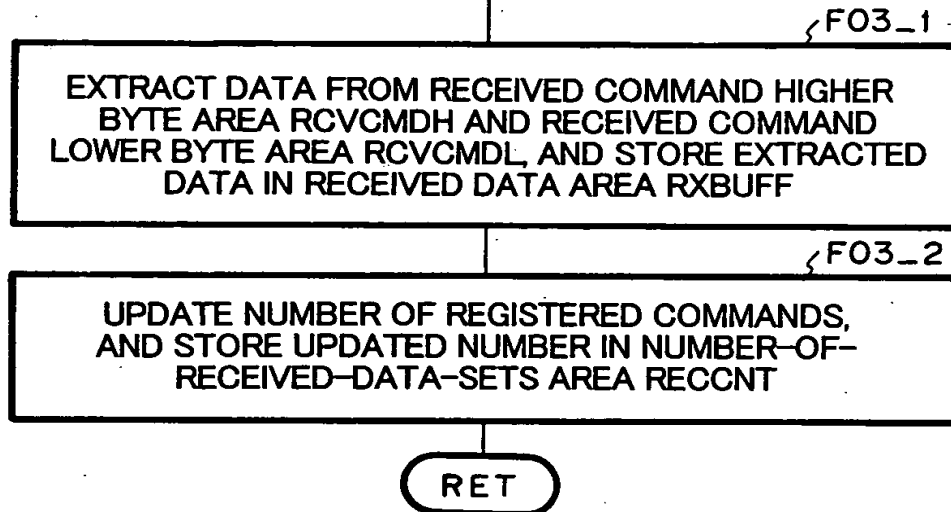 F03_1
EXTRACT DATA FROM RECEIVED COMMAND HIGHER
BYTE AREA RCVCMDH AND RECEIVED COMMAND
LOWER BYTE AREA RCVCMDL, AND STORE EXTRACTED
DATA IN RECEIVED DATA AREA RXBUFF
F03_2
UPDATE NUMBER OF REGISTERED COMMANDS,
AND STORE UPDATED NUMBER IN NUMBER-OF-
RECEIVED-DATA-SETS AREA RECCNT
RET